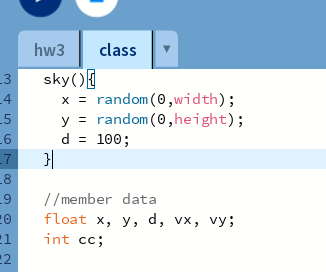 hw3 class
13 sky(){
14 x = random(0,width);
15 y = random(0,height);
16 d = 100;
17 }
18
19 //member data
20 float x, y, d, vx, vy;
21 int cc;
22